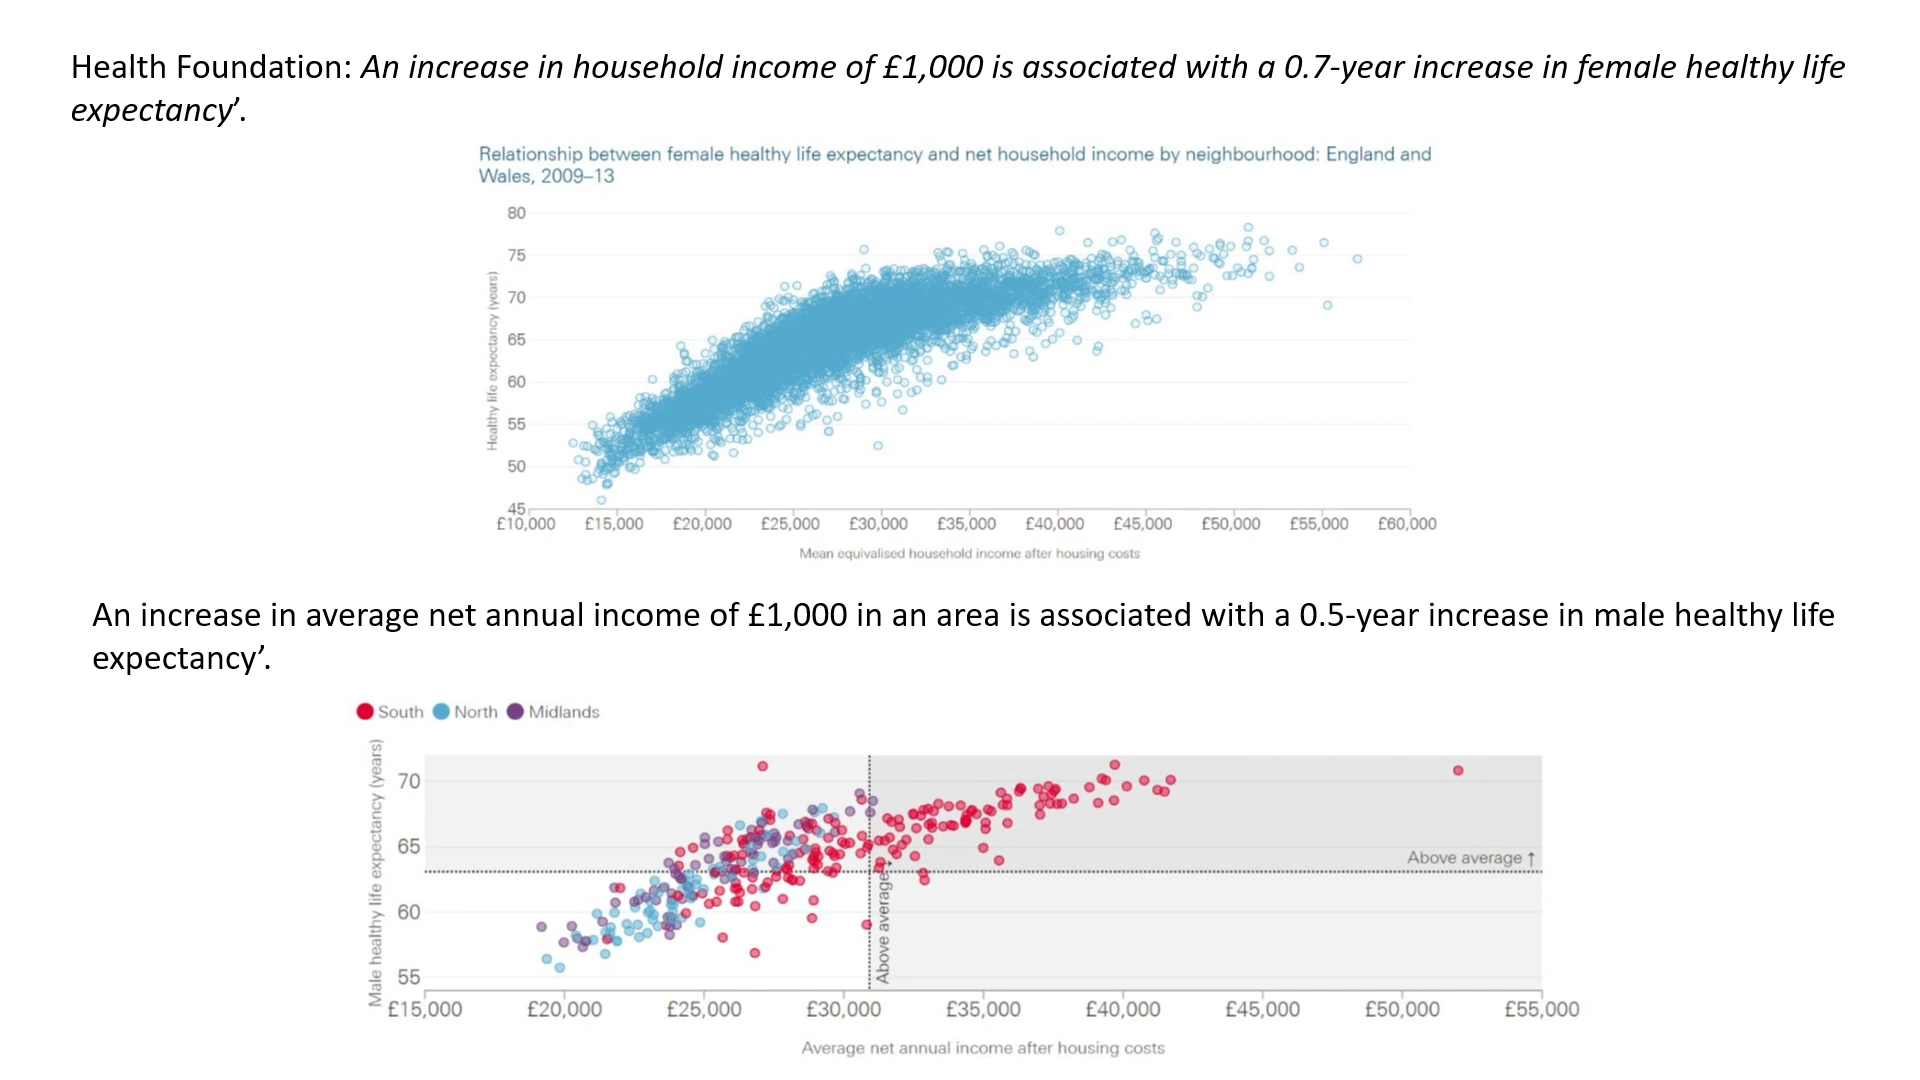 Health Foundation: An increase in household income of £1,000 is associated with a 0.7-year increase in female healthy life
expectancy’.
Relationship between female healthy life expectancy and net household income by neighbourhood: England and
Wales, 2009–13
Healthy life expectancy (years)
80
75
70
65
60
55
50
45
£10,000 £15,000 £20,000 £25,000 £30,000 £35,000 £40,000 £45,000 £50,000 £55,000 £60,000
Mean equivalised household income after housing costs
An increase in average net annual income of £1,000 in an area is associated with a 0.5-year increase in male healthy life
expectancy’.
South North Midlands
Male healthy life expectancy (years)
70
65
Above average ↑
Above average ↑
60
55
£15,000 £20,000 £25,000 £30,000 £35,000 £40,000 £45,000 £50,000 £55,000
Average net annual income after housing costs